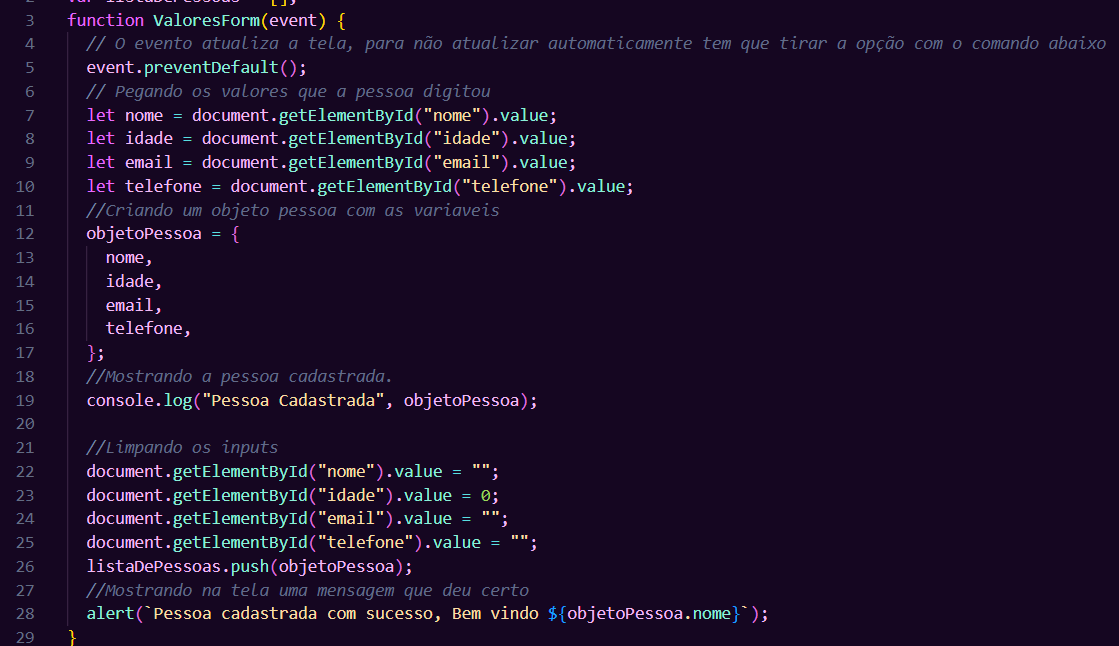 3 function ValoresForm(event) {
4 // O evento atualiza a tela, para não atualizar automaticamente tem que tirar a opção com o comando abaixo
5 event.preventDefault();
6 // Pegando os valores que a pessoa digitou
7 let nome = document.getElementById("nome").value;
8 let idade = document.getElementById("idade").value;
9 let email = document.getElementById("email").value;
10 let telefone = document.getElementById("telefone").value;
11 //Criando um objeto pessoa com as variaveis
12 objetoPessoa = {
13 nome,
14 idade,
15 email,
16 telefone,
17 };
18 //Mostrando a pessoa cadastrada.
19 console.log("Pessoa Cadastrada", objetoPessoa);
20
21 //Limpando os inputs
22 document.getElementById("nome").value = "";
23 document.getElementById("idade").value = 0;
24 document.getElementById("email").value = "";
25 document.getElementById("telefone").value = "";
26 listaDePessoas.push(objetoPessoa);
27 //Mostrando na tela uma mensagem que deu certo
28 alert(`Pessoa cadastrada com sucesso, Bem vindo ${objetoPessoa.nome}`);
29 }